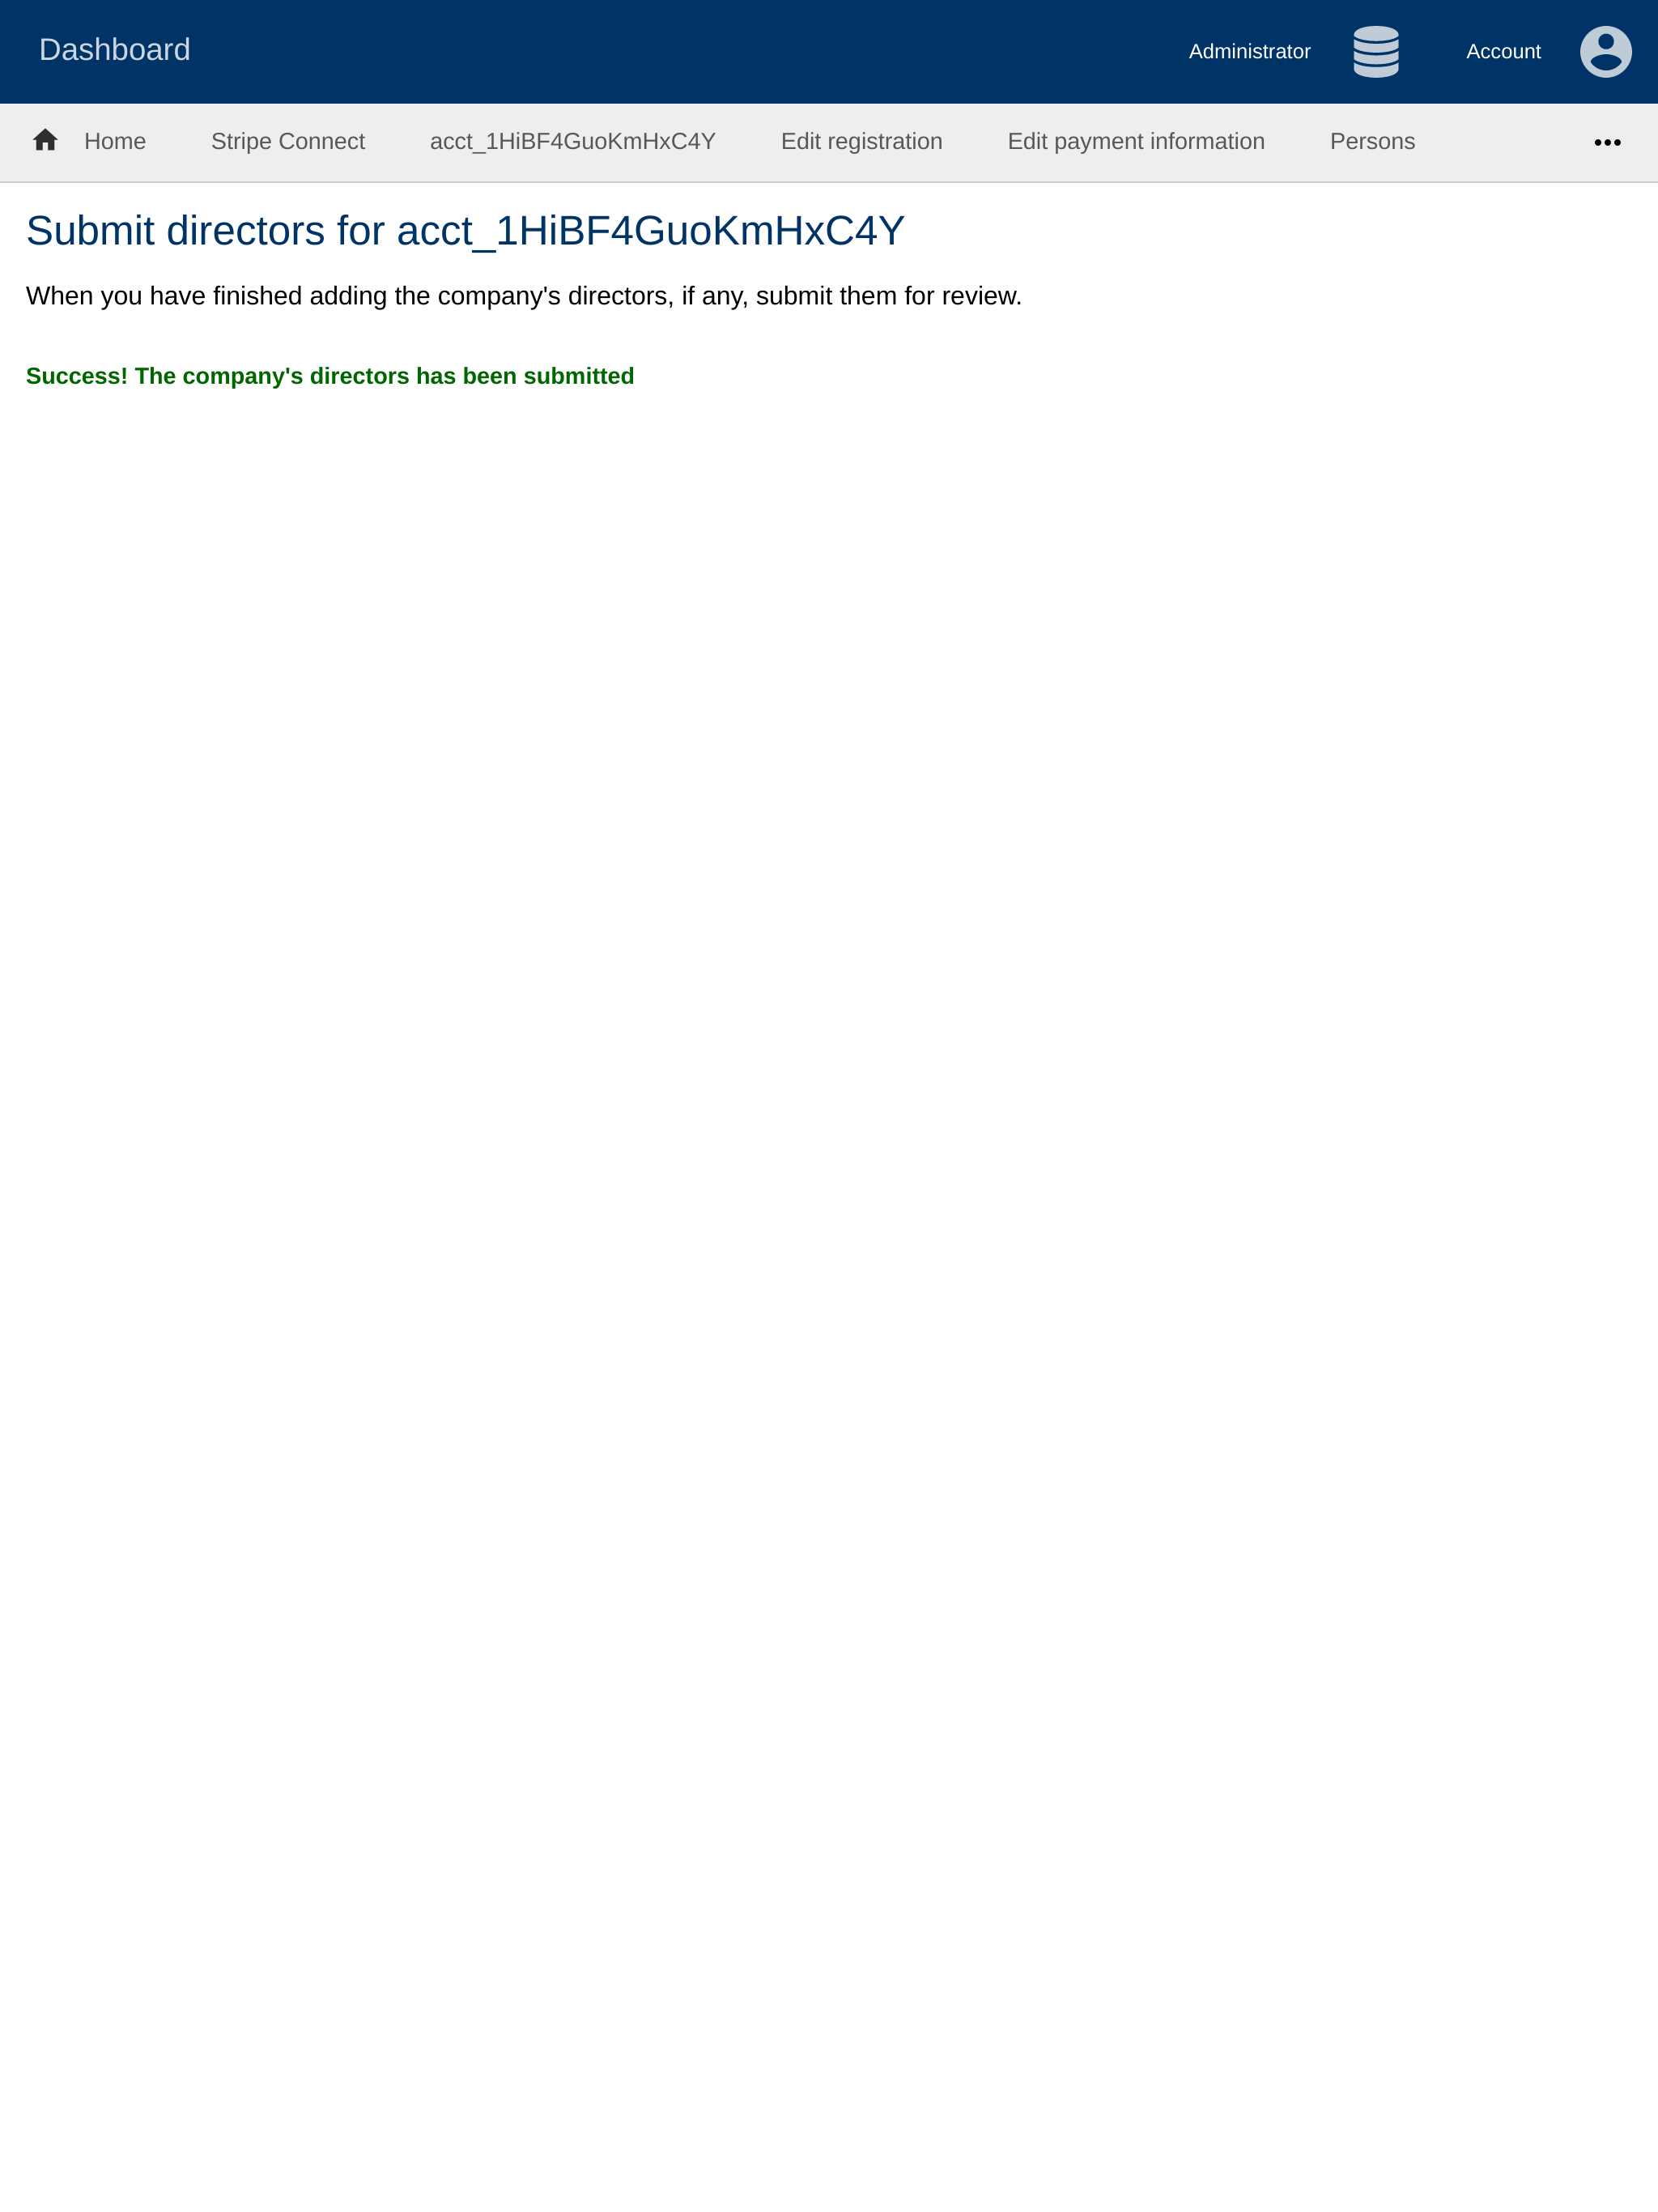 Dashboard
Administrator
Account
Home
Stripe Connect
acct_1HiBF4GuoKmHxC4Y
Edit registration
Edit payment information
Persons
Submit directors for acct_1HiBF4GuoKmHxC4Y
When you have finished adding the company's directors, if any, submit them for review.
Success! The company's directors has been submitted